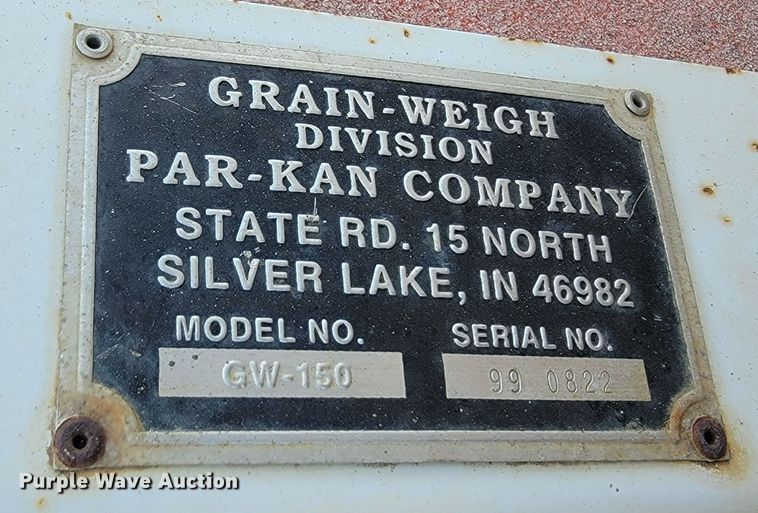 GRAIN-WEIGH
DIVISION
PAR-KAN COMPANY
STATE RD. 15 NORTH
SILVER LAKE, IN 46982
MODEL NO. SERIAL NO.
GW-150 99 0822
Purple Wave Auction